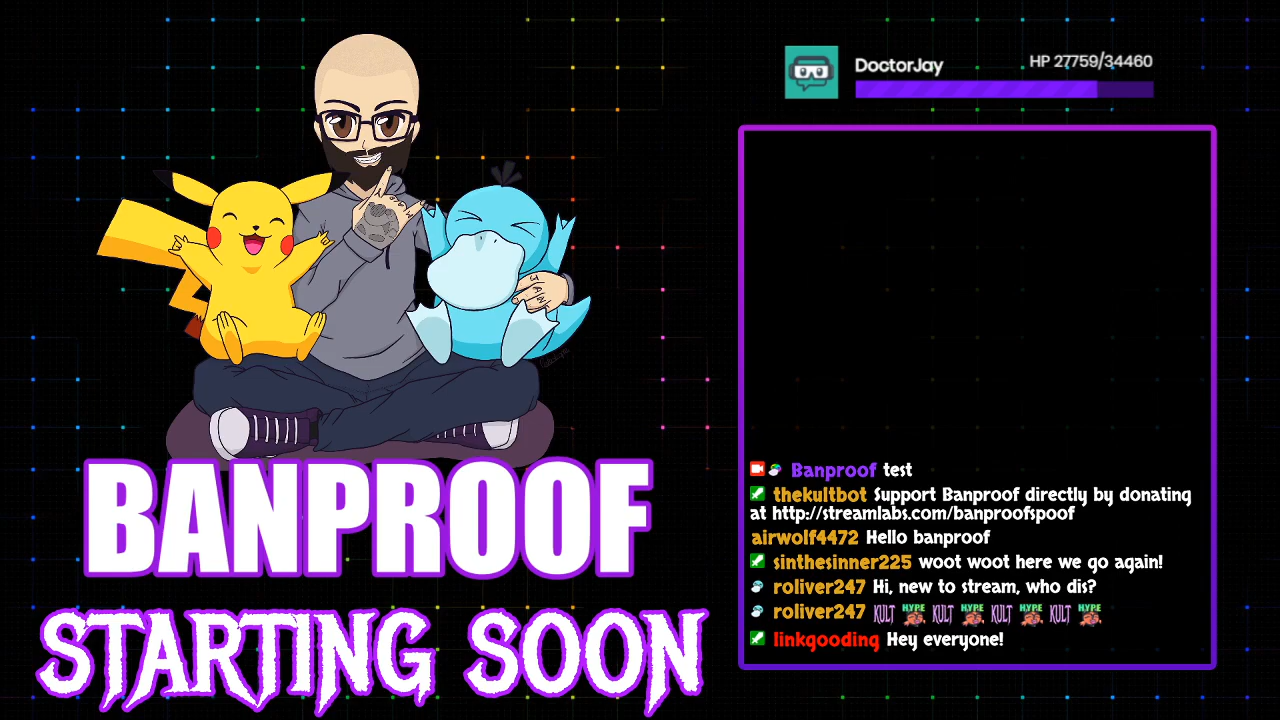 DoctorJay
HP 27759/34460
BANPROOF
STARTING SOON
Banproof test
thekultbot Support Banproof directly by donating
at http://streamlabs.com/banproofspoof
airwolf4472 Hello banproof
sinthesinner225 woot woot here we go again!
roliver247 Hi, new to stream, who dis?
roliver247 KULT HYPE KULT HYPE KULT HYPE KULT HYPE
linkgooding Hey everyone!